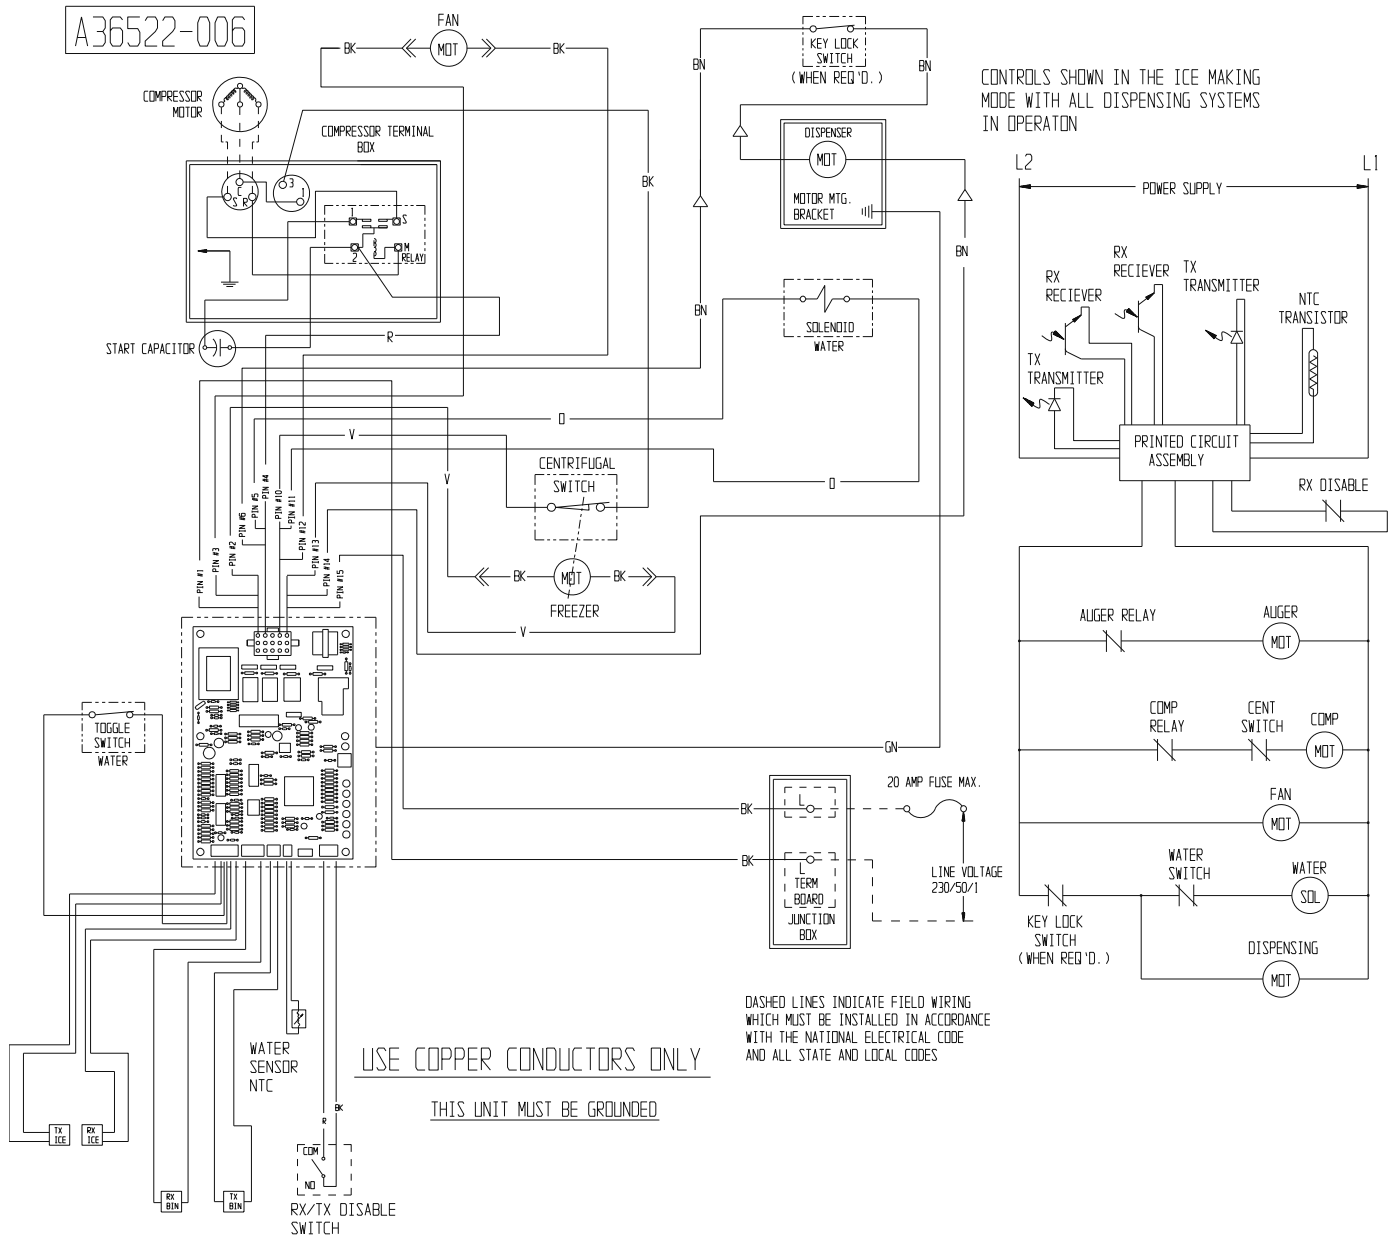 A36522-006
FAN
BK
MOT
BK
KEY LOCK
SWITCH
(WHEN REQ'D.)
BN
BN
CONTROLS SHOWN IN THE ICE MAKING
MODE WITH ALL DISPENSING SYSTEMS
IN OPERATON
COMPRESSOR
MOTOR
COMPRESSOR TERMINAL
BOX
DISPENSER
MOT
MOTOR MTG.
BRACKET
L2
L1
POWER SUPPLY
BK
3
1
C
S R
1
S
2
M
RELAY
BN
BN
RX
RECIEVER
RX
RECIEVER
TX
TRANSMITTER
NTC
TRANSISTOR
SOLENOID
WATER
START CAPACITOR
R
TX
TRANSMITTER
O
V
V
O
CENTRIFUGAL
SWITCH
PRINTED CIRCUIT
ASSEMBLY
RX DISABLE
PIN #1
PIN #3
PIN #2
PIN #6
PIN #5
PIN #4
PIN #10
PIN #11
PIN #12
PIN #13
PIN #14
PIN #15
BK
MOT
BK
FREEZER
V
AUGER RELAY
AUGER
MOT
TOGGLE
SWITCH
WATER
COMP
RELAY
CENT
SWITCH
COMP
MOT
GN
20 AMP FUSE MAX.
BK
L
FAN
MOT
BK
L
TERM
BOARD
JUNCTION
BOX
LINE VOLTAGE
230/50/1
WATER
SWITCH
WATER
SOL
KEY LOCK
SWITCH
(WHEN REQ'D.)
DISPENSING
MOT
DASHED LINES INDICATE FIELD WIRING
WHICH MUST BE INSTALLED IN ACCORDANCE
WITH THE NATIONAL ELECTRICAL CODE
AND ALL STATE AND LOCAL CODES
WATER
SENSOR
NTC
USE COPPER CONDUCTORS ONLY
THIS UNIT MUST BE GROUNDED
TX
ICE
RX
ICE
R
BK
COM
NO
RX
BIN
TX
BIN
RX/TX DISABLE
SWITCH